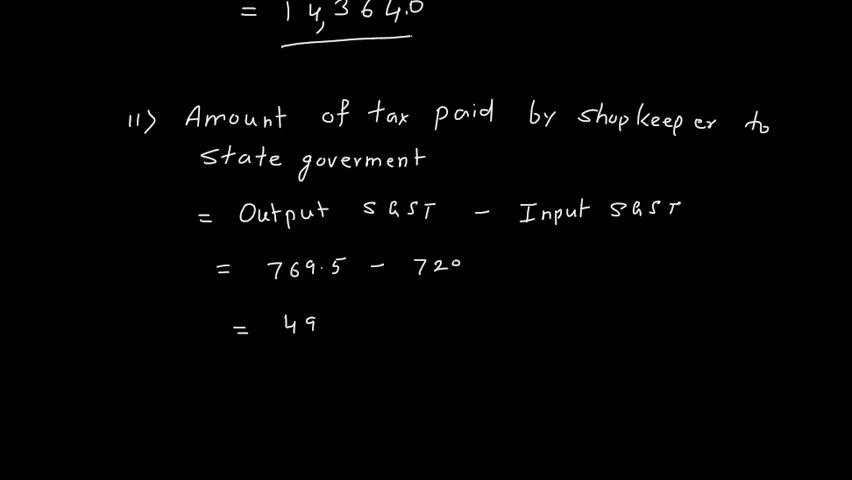 = 14,364.0
11) Amount of tax paid by shopkeeper to
state goverment
= Output SGST - Input SGST
= 769.5 - 720
= 49